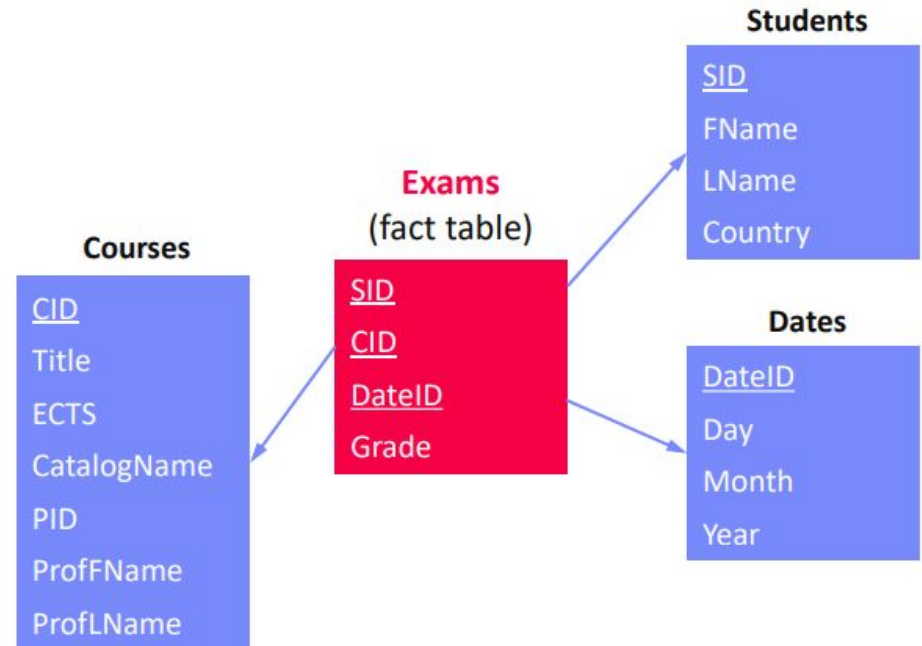 Students
SID
FName
LName
Country
Exams
(fact table)
SID
CID
DateID
Grade
Courses
CID
Title
ECTS
CatalogName
PID
ProfFName
ProfLName
Dates
DateID
Day
Month
Year